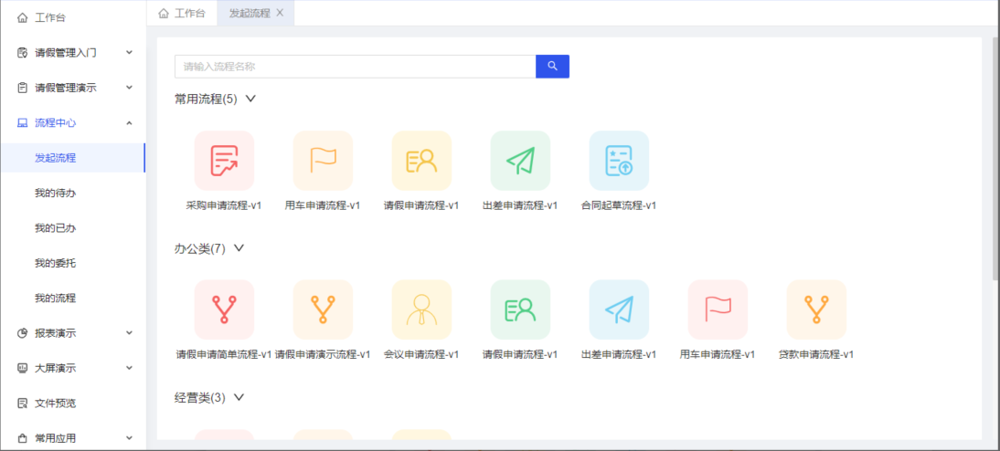 工作台
请假管理入门
请假管理演示
流程中心
发起流程
我的待办
我的已办
我的委托
我的流程
报表演示
大屏演示
文件预览
常用应用
工作台 发起流程 X
请输入流程名称
常用流程(5)
采购申请流程-v1 用车申请流程-v1 请假申请流程-v1 出差申请流程-v1 合同起草流程-v1
办公类(7)
请假申请简单流程-v1 请假申请演示流程-v1 会议申请流程-v1 请假申请流程-v1 出差申请流程-v1 用车申请流程-v1 贷款申请流程-v1
经营类(3)